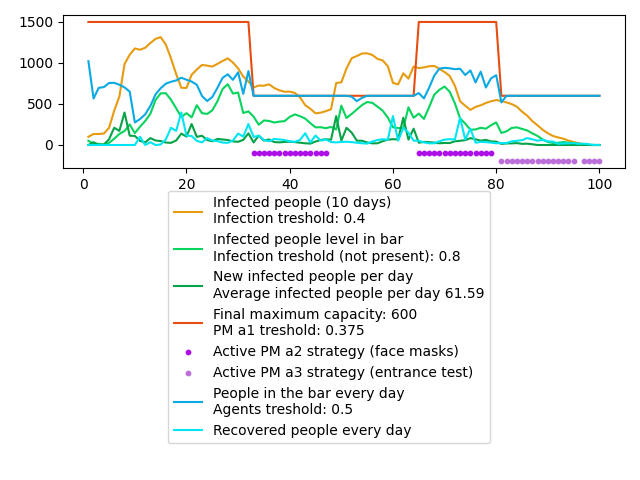 1500
1000
500
0
0 20 40 60 80 100
Infected people (10 days)
Infection treshold: 0.4
Infected people level in bar
Infection treshold (not present): 0.8
New infected people per day
Average infected people per day 61.59
Final maximum capacity: 600
PM a1 treshold: 0.375
Active PM a2 strategy (face masks)
Active PM a3 strategy (entrance test)
People in the bar every day
Agents treshold: 0.5
Recovered people every day